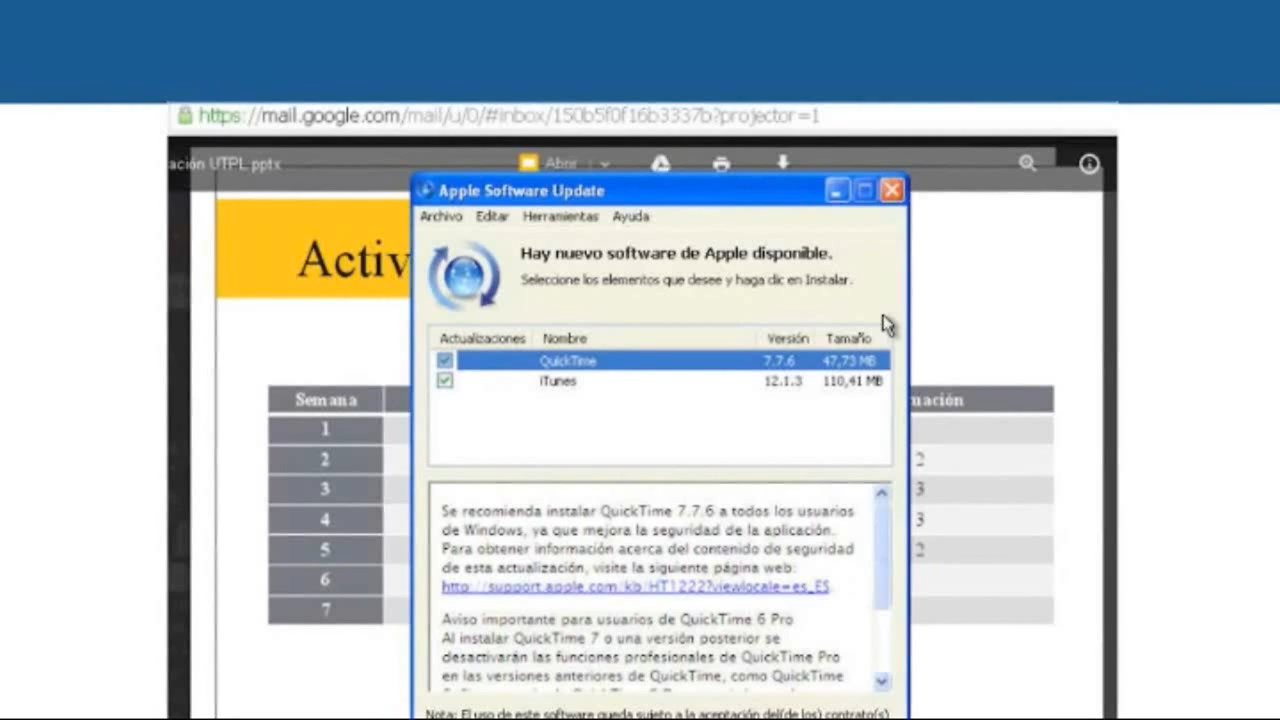 https://mail.google.com/mail/u/0/#inbox/150b5f0f16b3337b?projector=1
ación UTPL.pptx
Abrir
Apple Software Update
Archivo Editar Herramientas Ayuda
Activ
Hay nuevo software de Apple disponible.
Seleccione los elementos que desee y haga clic en Instalar.
Actualizaciones Nombre Versión Tamaño
QuickTime 7.7.6 47,73 MB
iTunes 12.1.3 110,41 MB
Semana uación
1
2 2
3 3
4 3
5 2
6
7
Se recomienda instalar QuickTime 7.7.6 a todos los usuarios
de Windows, ya que mejora la seguridad de la aplicación.
Para obtener información acerca del contenido de seguridad
de esta actualización, visite la siguiente página web:
http://support.apple.com/kb/HT1222?viewlocale=es_ES
Aviso importante para usuarios de QuickTime 6 Pro
Al instalar QuickTime 7 o una versión posterior se
desactivarán las funciones profesionales de QuickTime Pro
en las versiones anteriores de QuickTime, como QuickTime
Nota: El uso de este software queda sujeto a la aceptación del(de los) contrato(s)